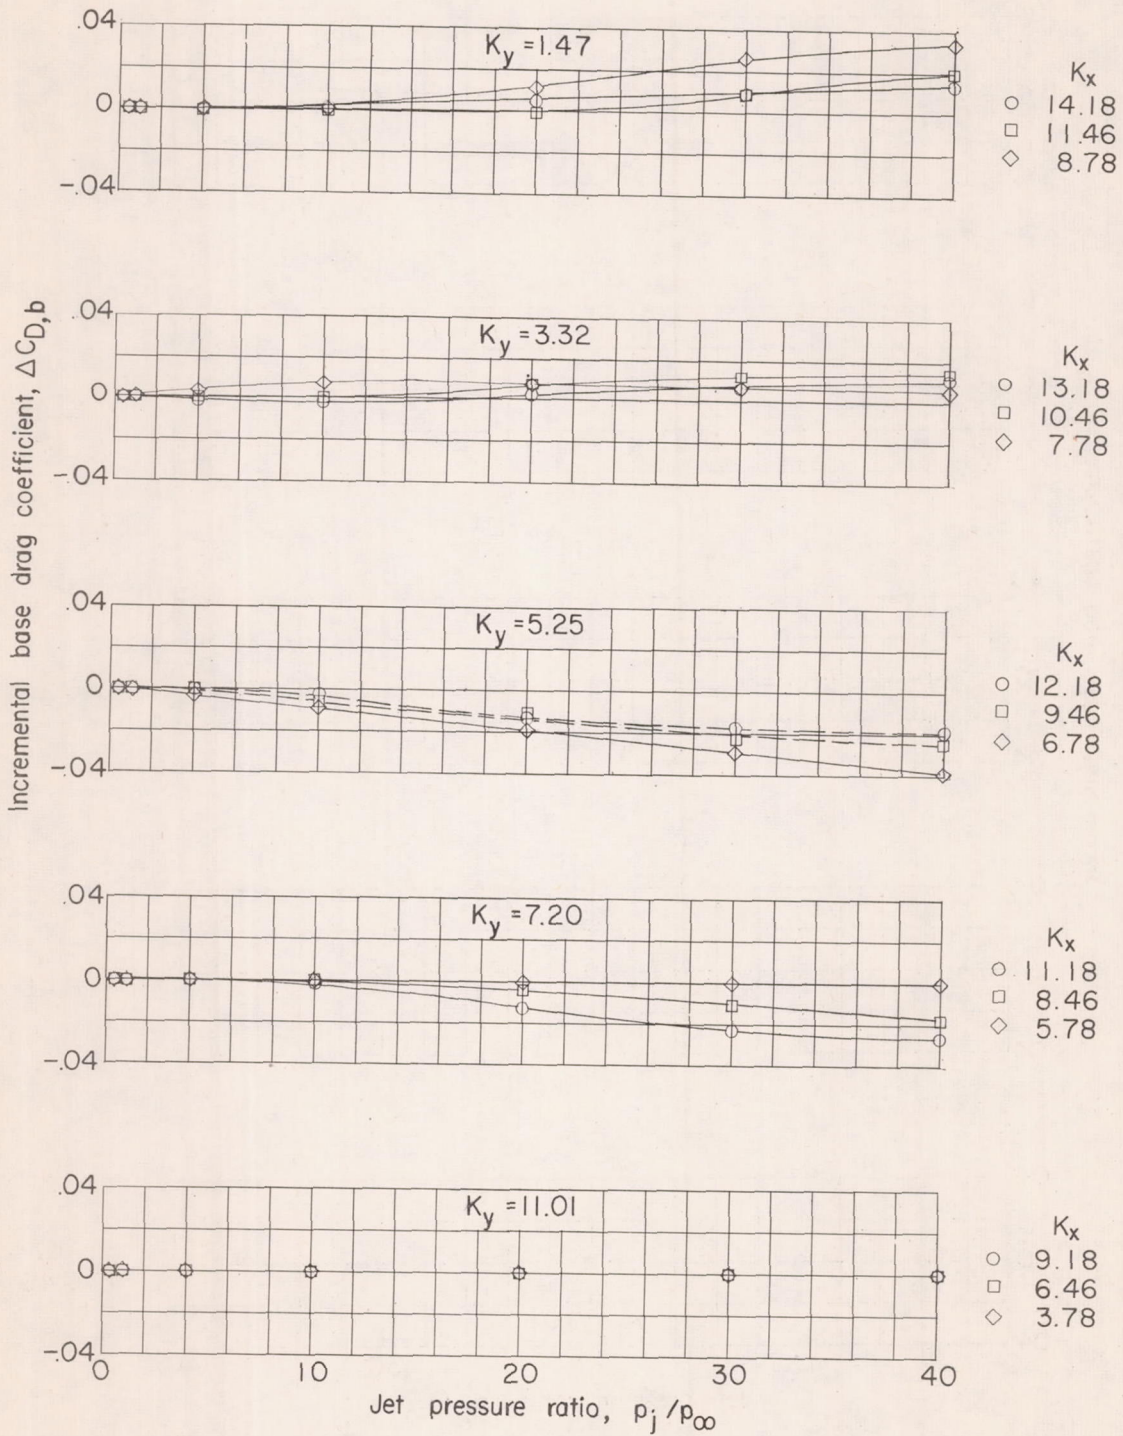 .04
K_y = 1.47
0
-.04
K_x
14.18
11.46
8.78
.04
K_y = 3.32
0
-.04
K_x
13.18
10.46
7.78
Incremental base drag coefficient, ΔC_D,b
.04
K_y = 5.25
0
-.04
K_x
12.18
9.46
6.78
.04
K_y = 7.20
0
-.04
K_x
11.18
8.46
5.78
.04
K_y = 11.01
0
-.04
K_x
9.18
6.46
3.78
0 10 20 30 40
Jet pressure ratio, p_j/p_∞